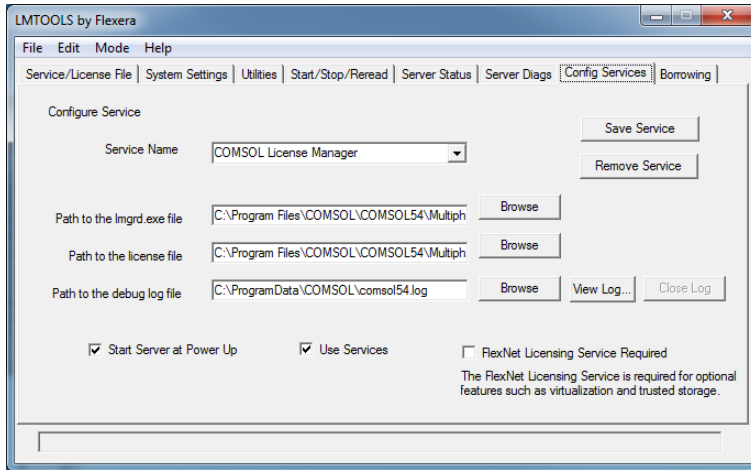 LMTOOLS by Flexera
File Edit Mode Help
Service/License File System Settings Utilities Start/Stop/Reread Server Status Server Diags Config Services Borrowing
Configure Service
Save Service
Service Name COMSOL License Manager
Remove Service
Path to the lmgrd.exe file C:\Program Files\COMSOL\COMSOL54\Multiph Browse
Path to the license file C:\Program Files\COMSOL\COMSOL54\Multiph Browse
Path to the debug log file C:\ProgramData\COMSOL\comsol54.log Browse View Log... Close Log
Start Server at Power Up Use Services FlexNet Licensing Service Required
The FlexNet Licensing Service is required for optional
features such as virtualization and trusted storage.